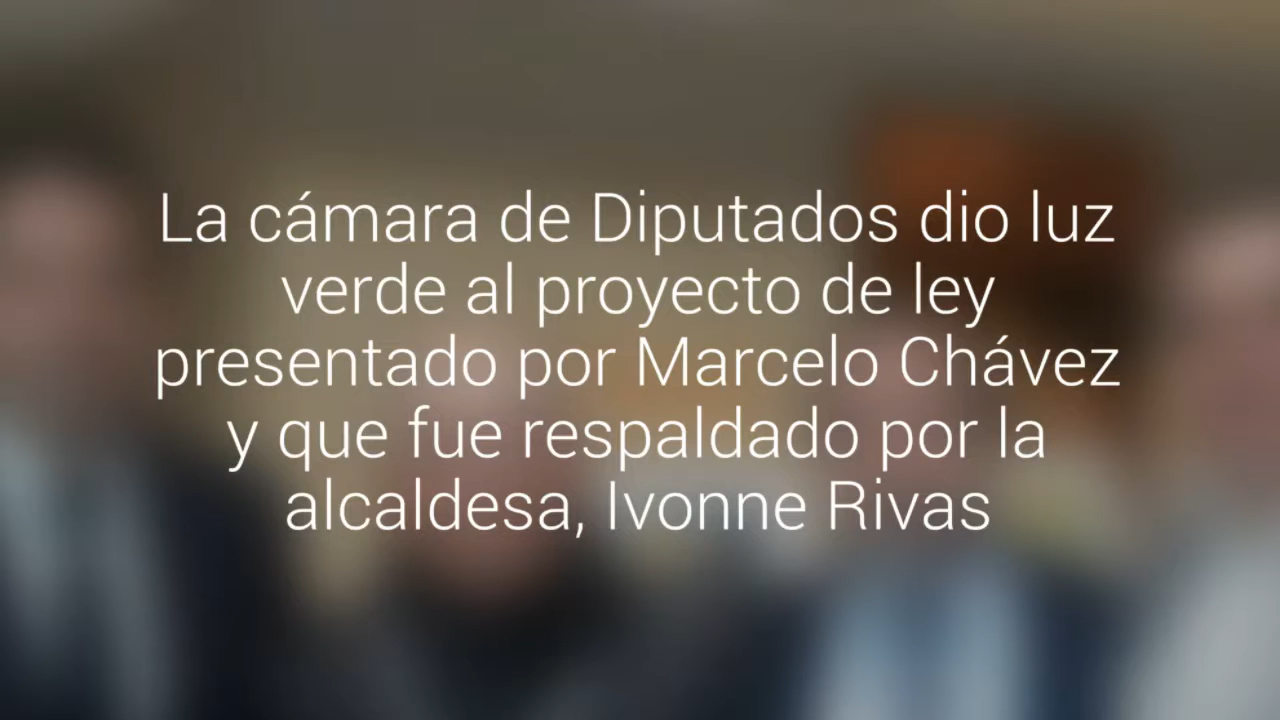 La cámara de Diputados dio luz
verde al proyecto de ley
presentado por Marcelo Chávez
y que fue respaldado por la
alcaldesa, Ivonne Rivas